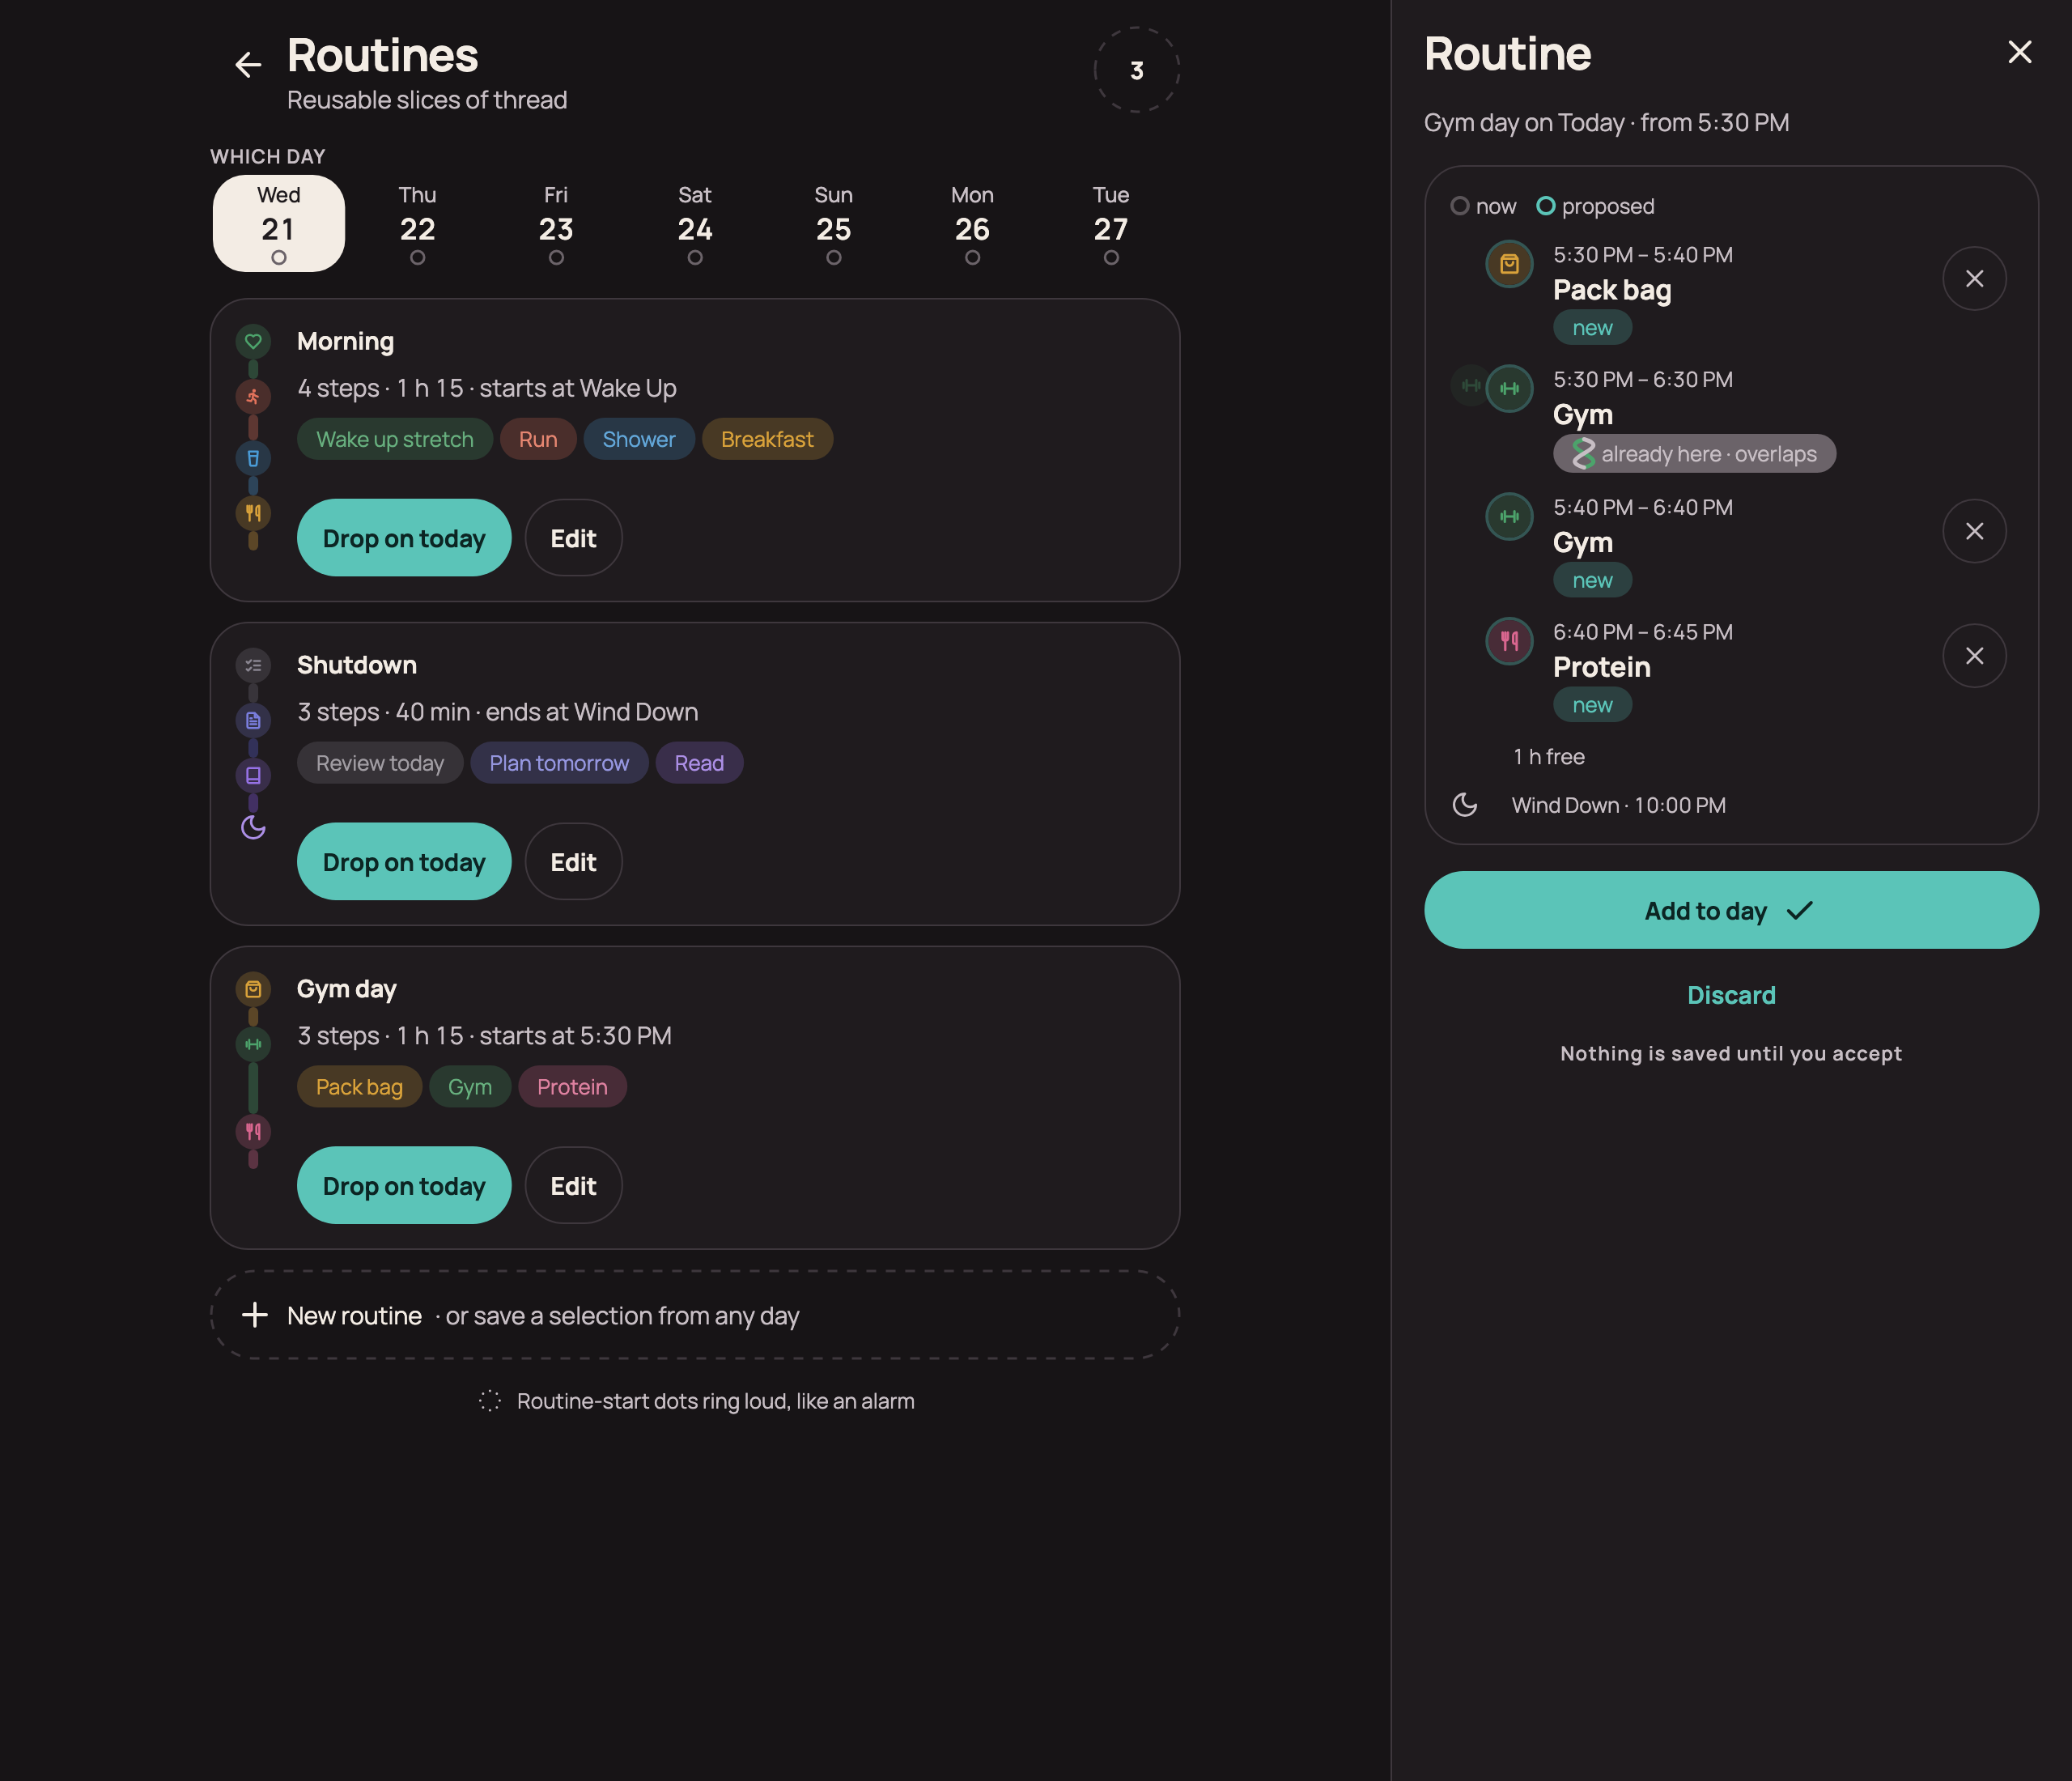 Routines
Reusable slices of thread
3
WHICH DAY
Wed Thu Fri Sat Sun Mon Tue
21 22 23 24 25 26 27
Morning
4 steps · 1 h 15 · starts at Wake Up
Wake up stretch Run Shower Breakfast
Drop on today Edit
Shutdown
3 steps · 40 min · ends at Wind Down
Review today Plan tomorrow Read
Drop on today Edit
Gym day
3 steps · 1 h 15 · starts at 5:30 PM
Pack bag Gym Protein
Drop on today Edit
New routine · or save a selection from any day
Routine-start dots ring loud, like an alarm
Routine
Gym day on Today · from 5:30 PM
now proposed
5:30 PM – 5:40 PM
Pack bag
new
5:30 PM – 6:30 PM
Gym
already here · overlaps
5:40 PM – 6:40 PM
Gym
new
6:40 PM – 6:45 PM
Protein
new
1 h free
Wind Down · 10:00 PM
Add to day
Discard
Nothing is saved until you accept